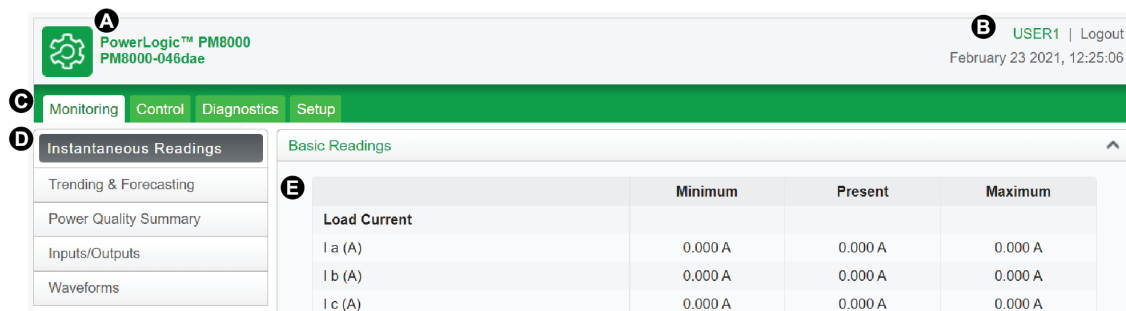 A
PowerLogic™ PM8000
PM8000-046dae
B
USER1 | Logout
February 23 2021, 12:25:06
C
Monitoring Control Diagnostics Setup
D
Instantaneous Readings
Trending & Forecasting
Power Quality Summary
Inputs/Outputs
Waveforms
Basic Readings
E
Minimum Present Maximum
Load Current
I a (A) 0.000 A 0.000 A 0.000 A
I b (A) 0.000 A 0.000 A 0.000 A
I c (A) 0.000 A 0.000 A 0.000 A